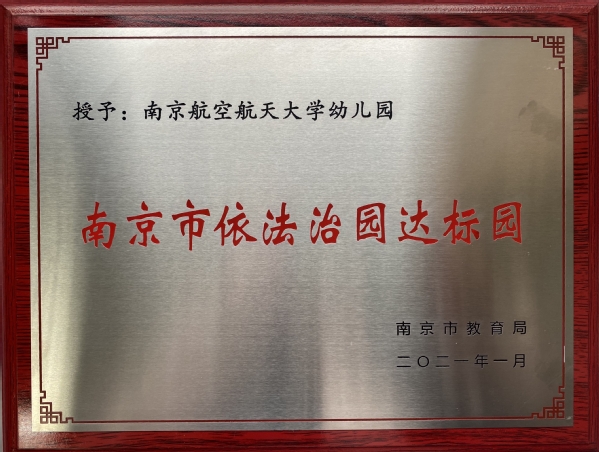 授予：南京航空航天大学幼儿园
南京市依法治园达标园
南京市教育局
二〇二一年一月